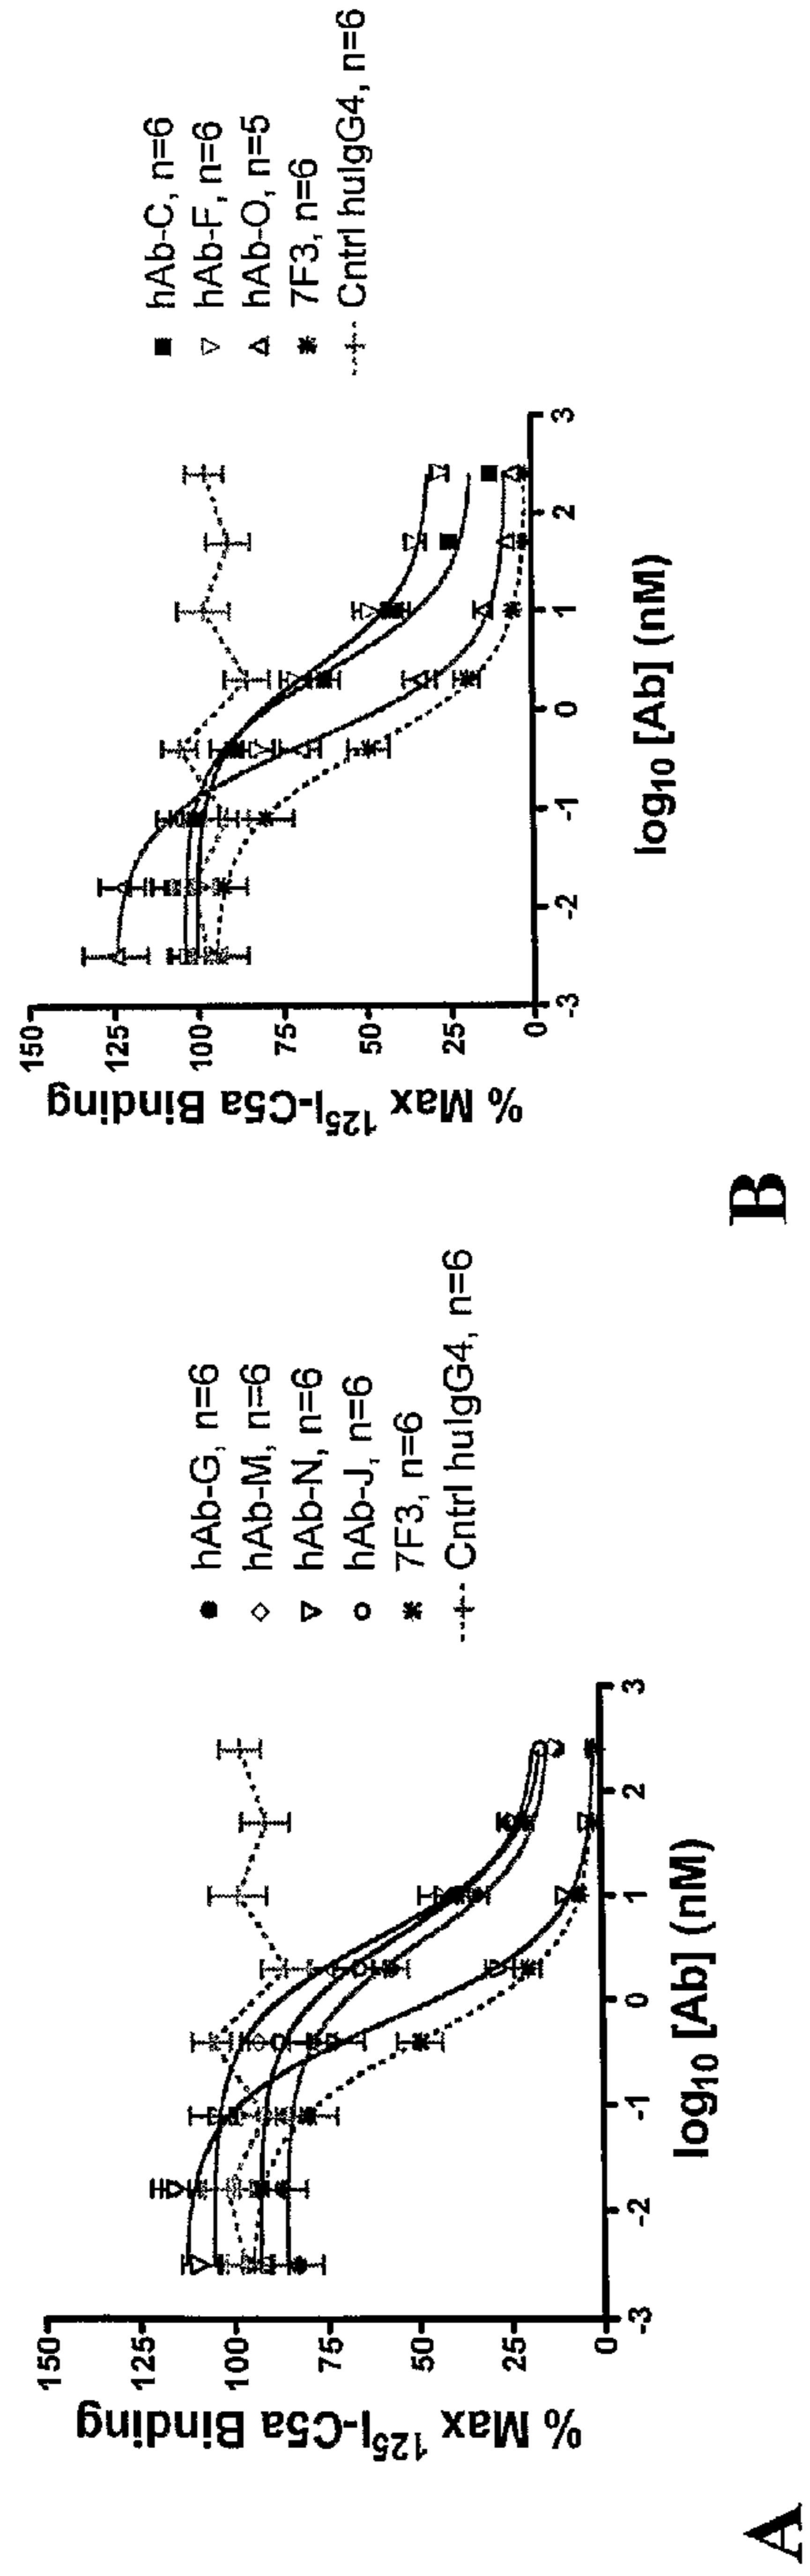 % Max ¹²⁵I-C5a Binding
150
125
100
75
50
25
0
-3
-2
-1
0
1
2
3
log₁₀ [Ab] (nM)
hAb-G, n=6
hAb-M, n=6
hAb-N, n=6
hAb-J, n=6
7F3, n=6
Cntrl huIgG4, n=6
A
% Max ¹²⁵I-C5a Binding
150
125
100
75
50
25
0
-3
-2
-1
0
1
2
3
log₁₀ [Ab] (nM)
hAb-C, n=6
hAb-F, n=6
hAb-O, n=5
7F3, n=6
Cntrl huIgG4, n=6
B